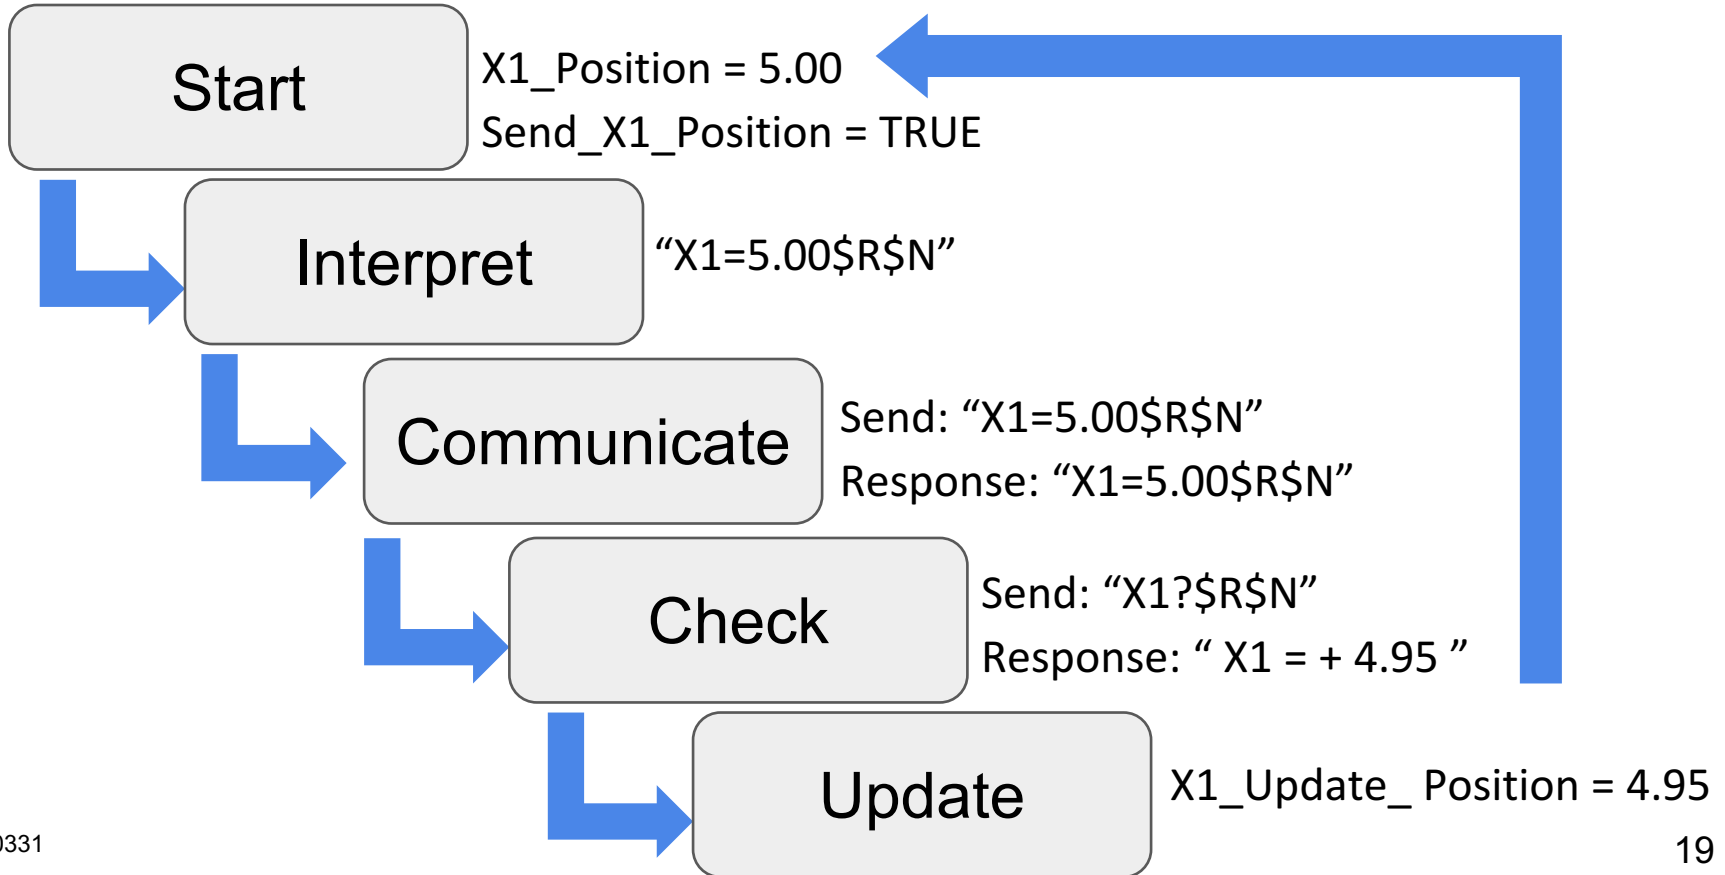 Start
X1_Position = 5.00
Send_X1_Position = TRUE
Interpret
“X1=5.00$R$N”
Communicate
Send: “X1=5.00$R$N”
Response: “X1=5.00$R$N”
Check
Send: “X1?$R$N”
Response: “ X1 = + 4.95 ”
Update
X1_Update_ Position = 4.95
0331
19